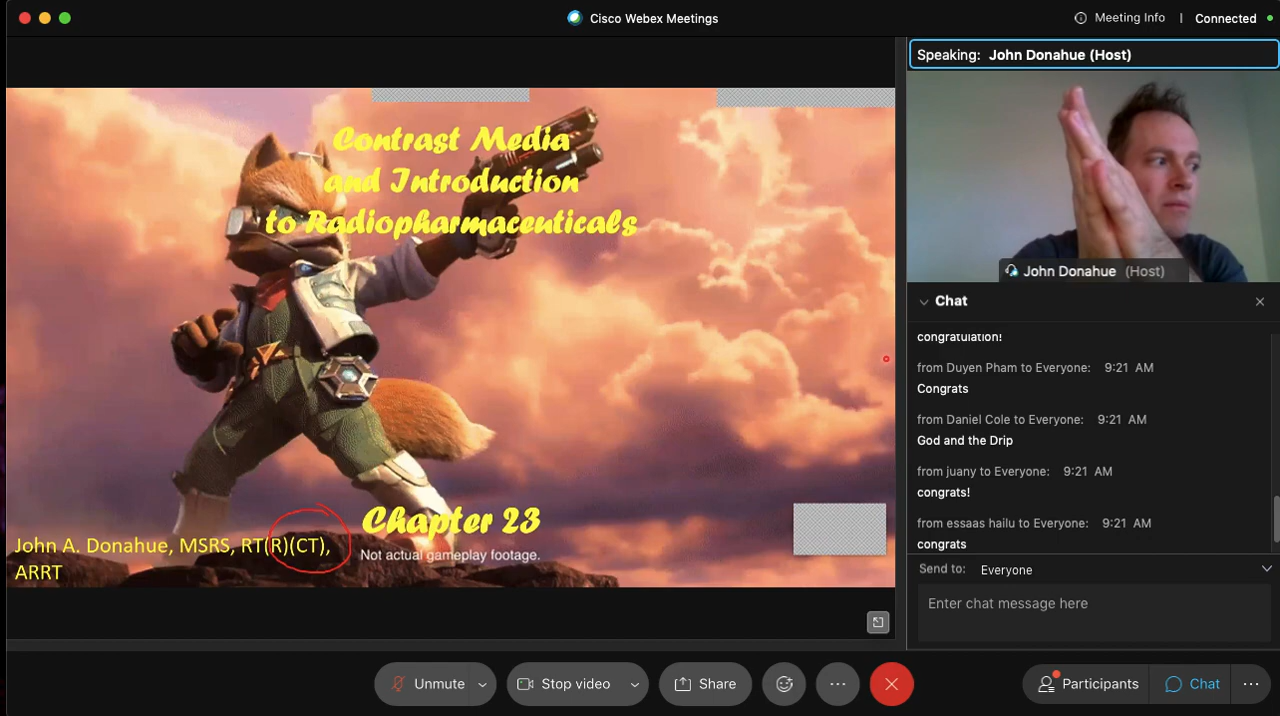 Cisco Webex Meetings
Meeting Info | Connected
Speaking: John Donahue (Host)
Contrast Media
and Introduction
to Radiopharmaceuticals
John Donahue (Host)
Chat
congratulation!
from Duyen Pham to Everyone: 9:21 AM
Congrats
from Daniel Cole to Everyone: 9:21 AM
God and the Drip
from juany to Everyone: 9:21 AM
congrats!
from essaas hailu to Everyone: 9:21 AM
congrats
Chapter 23
Not actual gameplay footage.
John A. Donahue, MSRS, RT(R)(CT),
ARRT
Send to: Everyone
Enter chat message here
Unmute
Stop video
Share
Participants
Chat